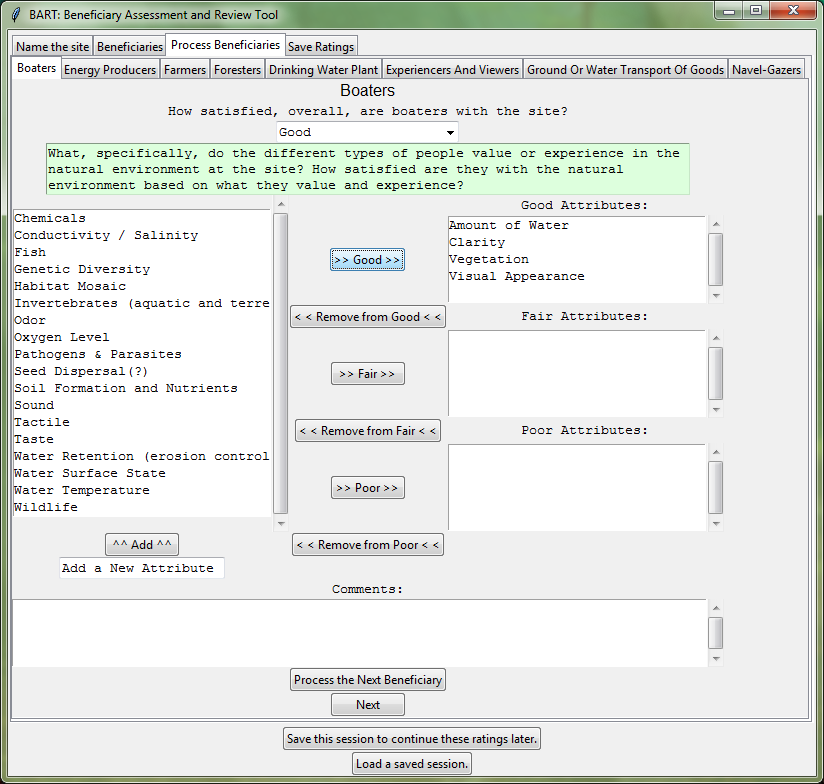 BART: Beneficiary Assessment and Review Tool
Name the site Beneficiaries Process Beneficiaries Save Ratings
Boaters Energy Producers Farmers Foresters Drinking Water Plant Experiencers And Viewers Ground Or Water Transport Of Goods Navel-Gazers
Boaters
How satisfied, overall, are boaters with the site?
Good
What, specifically, do the different types of people value or experience in the
natural environment at the site? How satisfied are they with the natural
environment based on what they value and experience?
Chemicals
Conductivity / Salinity
Fish
Genetic Diversity
Habitat Mosaic
Invertebrates (aquatic and terre
Odor
Oxygen Level
Pathogens & Parasites
Seed Dispersal(?)
Soil Formation and Nutrients
Sound
Tactile
Taste
Water Retention (erosion control
Water Surface State
Water Temperature
Wildlife
^^ Add ^^
Add a New Attribute
>> Good >>
< < Remove from Good < <
>> Fair >>
< < Remove from Fair < <
>> Poor >>
< < Remove from Poor < <
Good Attributes:
Amount of Water
Clarity
Vegetation
Visual Appearance
Fair Attributes:
Poor Attributes:
Comments:
Process the Next Beneficiary
Next
Save this session to continue these ratings later.
Load a saved session.